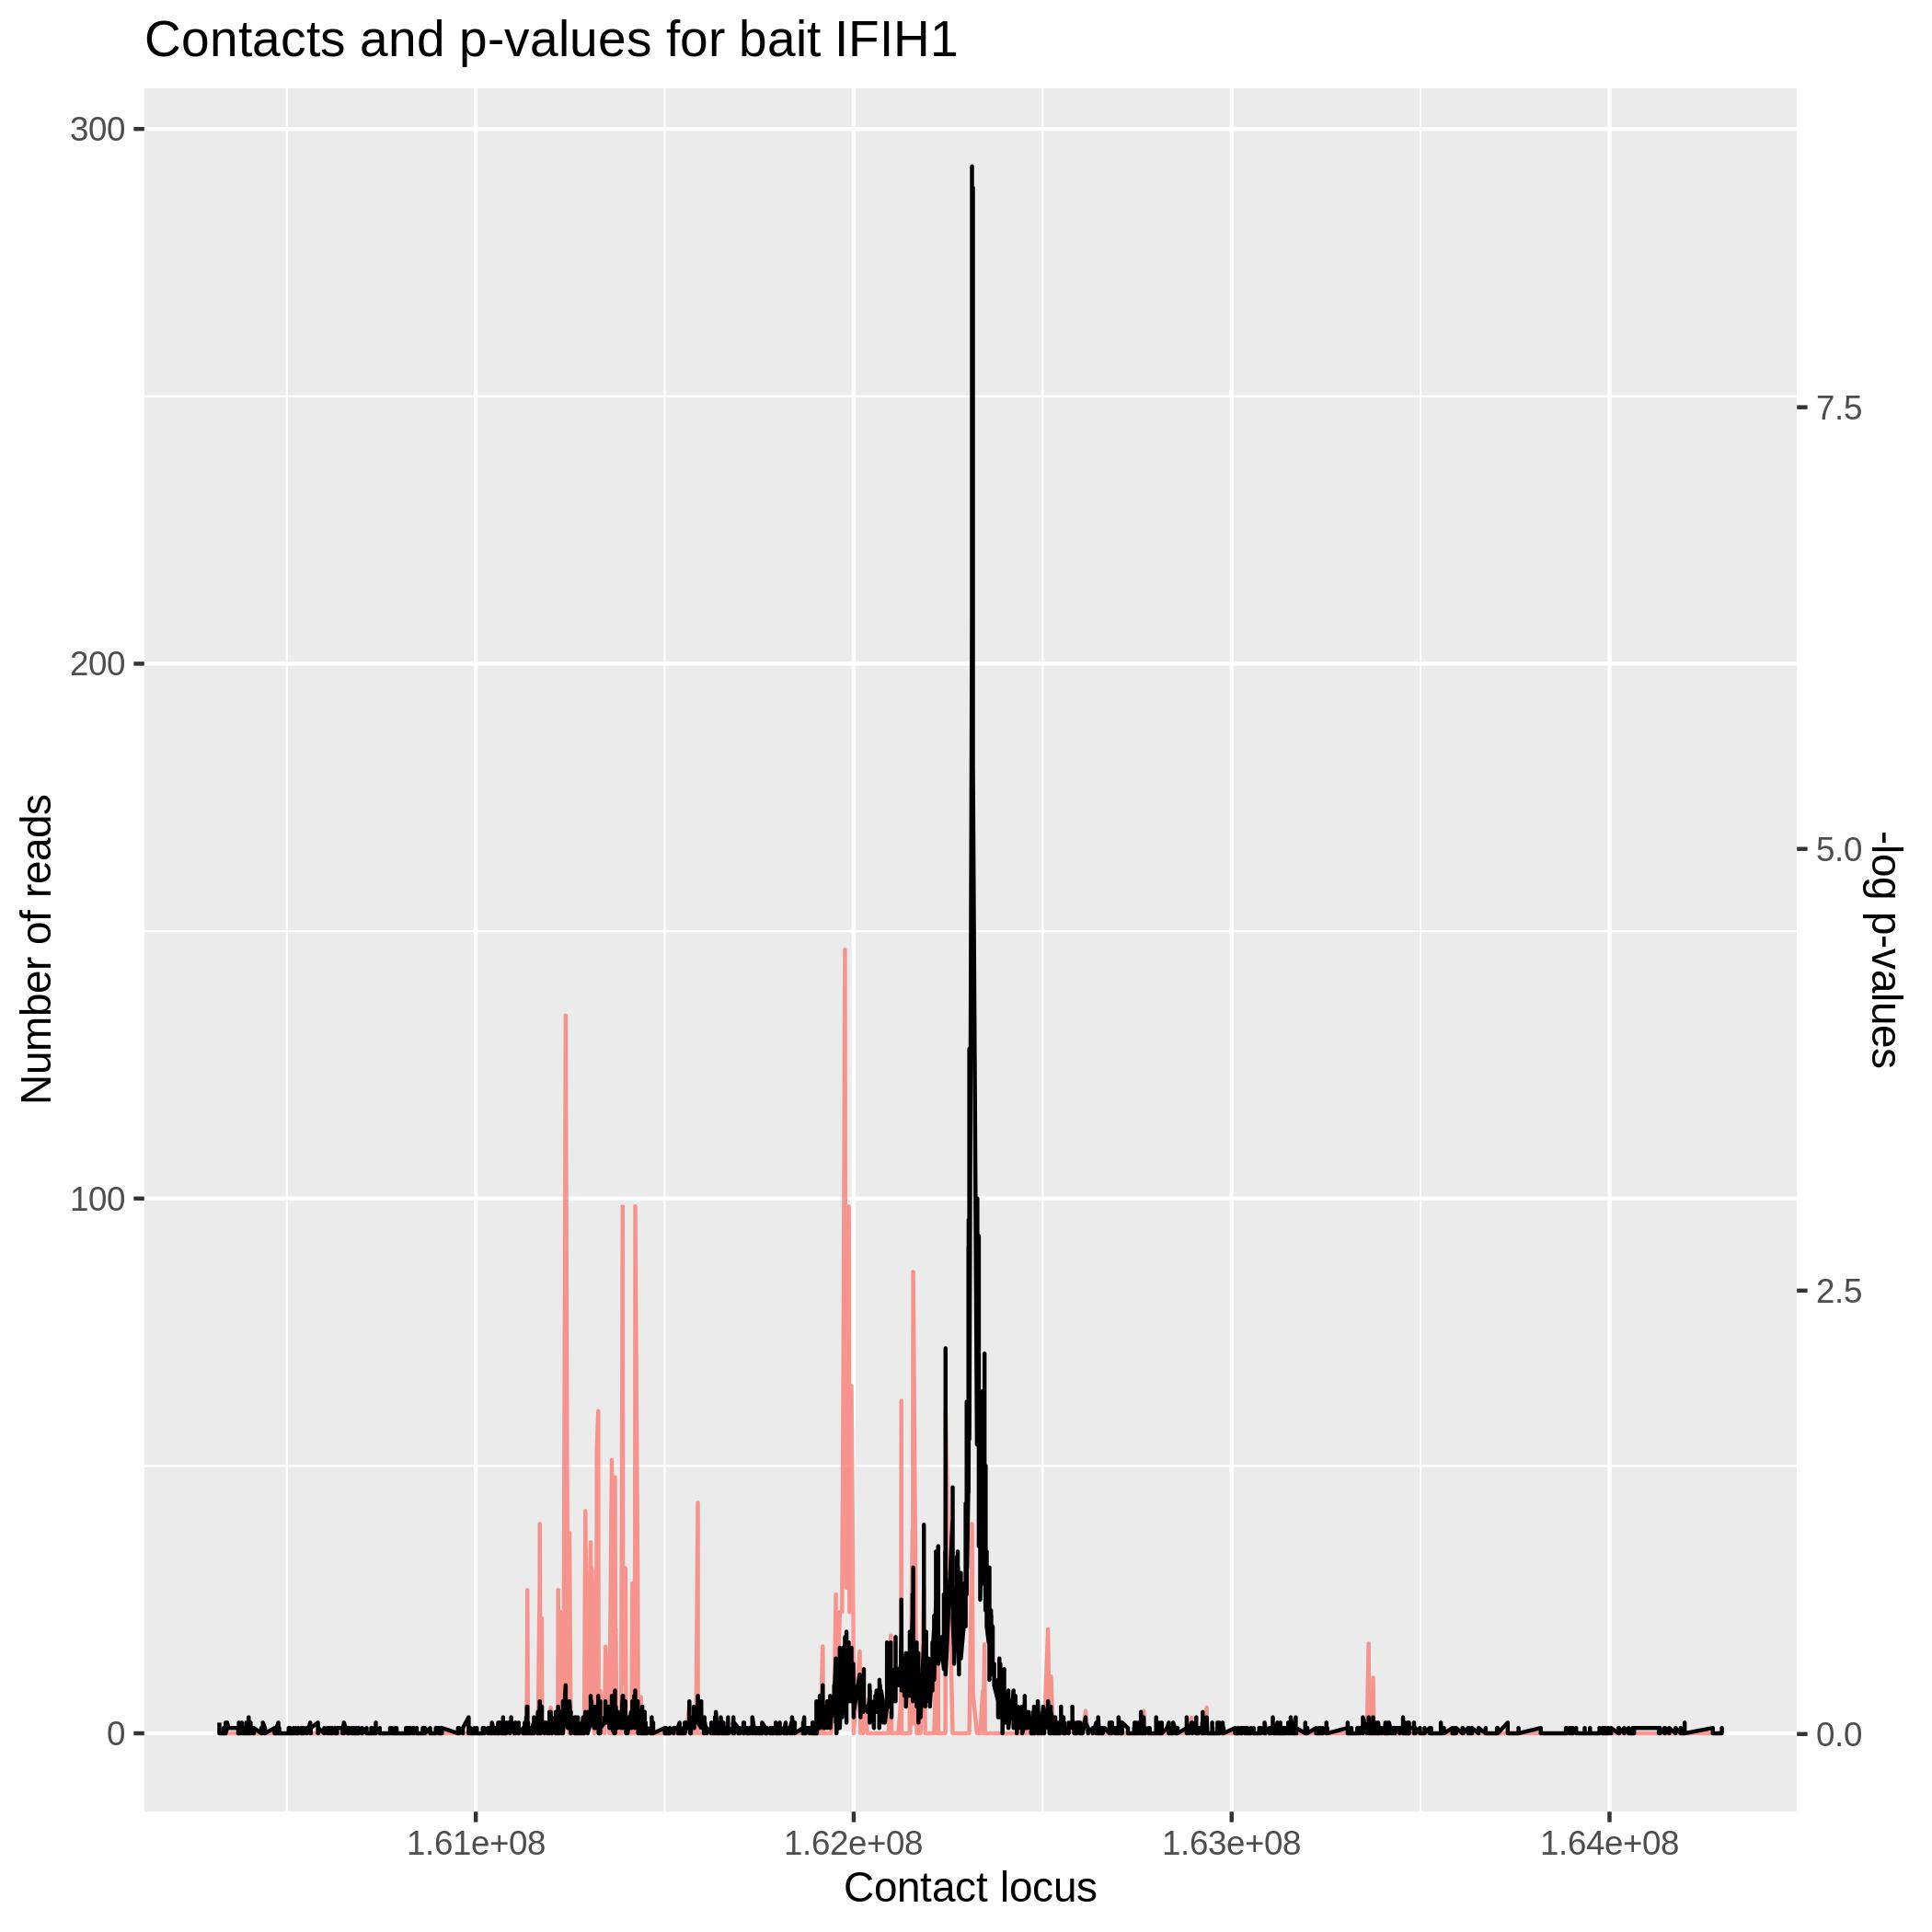 Contacts and p-values for bait IFIH1
300
200
100
0
Number of reads
7.5
5.0
2.5
0.0
-log p-values
1.61e+08
1.62e+08
1.63e+08
1.64e+08
Contact locus